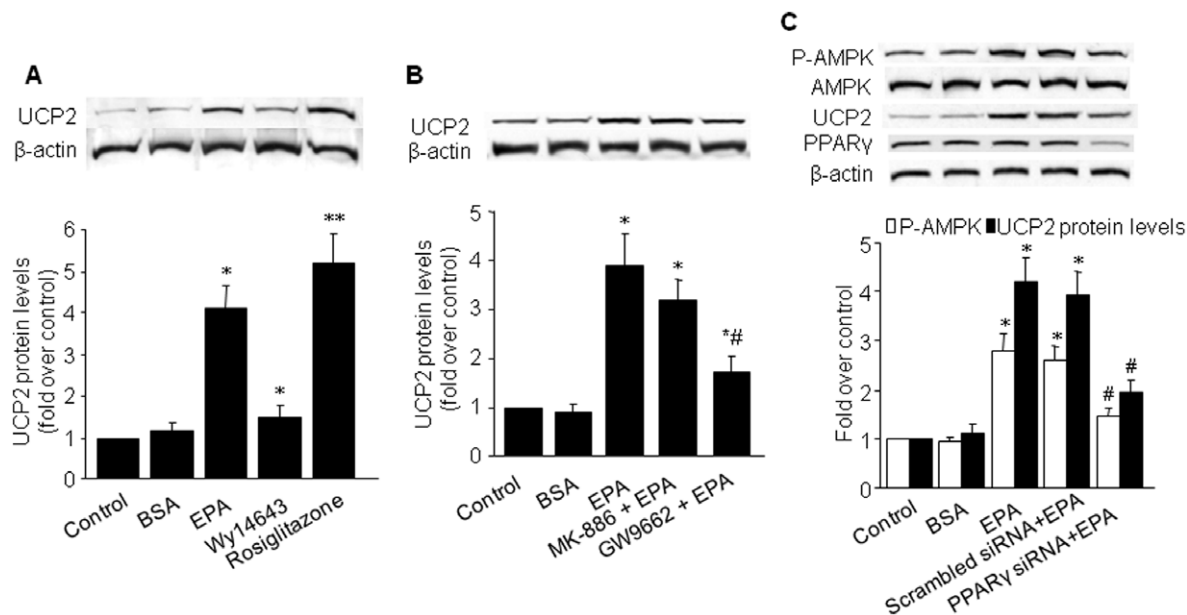 A
UCP2
β-actin
UCP2 protein levels
(fold over control)
6
5
4
3
2
1
0
*
*
**
Control
BSA
EPA
Wy14643
Rosiglitazone
B
UCP2
β-actin
UCP2 protein levels
(fold over control)
5
4
3
2
1
0
*
*
*#
Control
BSA
EPA
MK-886 + EPA
GW9662 + EPA
C
P-AMPK
AMPK
UCP2
PPARγ
β-actin
P-AMPK UCP2 protein levels
Fold over control
5
4
3
2
1
0
*
*
*
*
#
#
Control
BSA
EPA
Scrambled siRNA+EPA
PPARγ siRNA+EPA